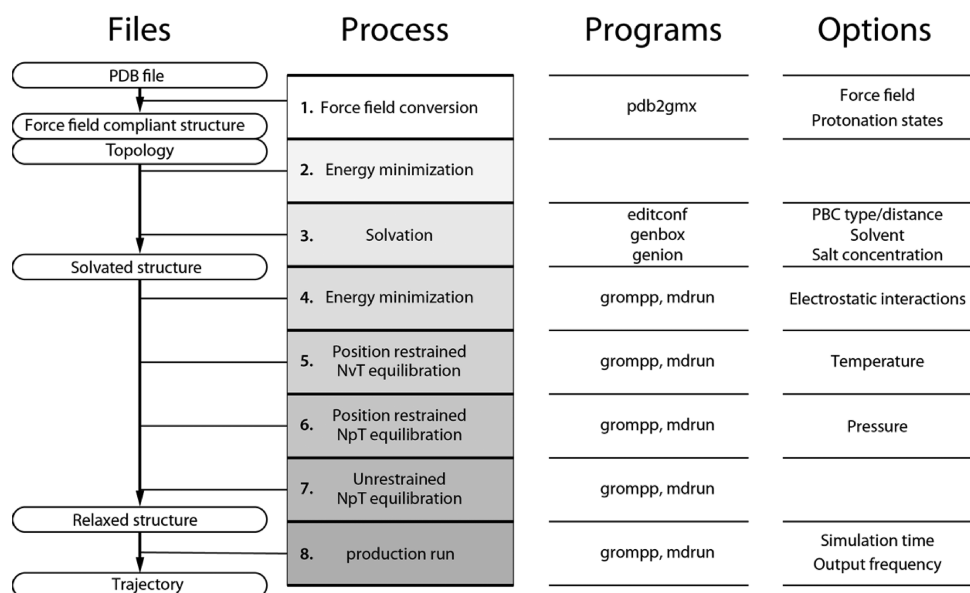 Files Process Programs Options
PDB file
1. Force field conversion pdb2gmx Force field
Protonation states
Force field compliant structure
Topology
2. Energy minimization
3. Solvation editconf PBC type/distance
genbox Solvent
genion Salt concentration
Solvated structure
4. Energy minimization grompp, mdrun Electrostatic interactions
5. Position restrained
NvT equilibration grompp, mdrun Temperature
6. Position restrained
NpT equilibration grompp, mdrun Pressure
7. Unrestrained
NpT equilibration grompp, mdrun
Relaxed structure
8. production run grompp, mdrun Simulation time
Output frequency
Trajectory